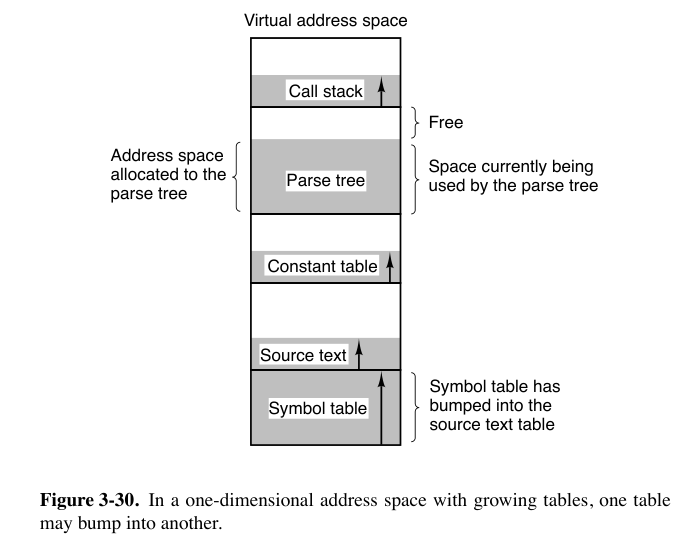 Virtual address space
Call stack
Free
Address space
allocated to the
parse tree
Parse tree
Space currently being
used by the parse tree
Constant table
Source text
Symbol table
Symbol table has
bumped into the
source text table
Figure 3-30. In a one-dimensional address space with growing tables, one table
may bump into another.